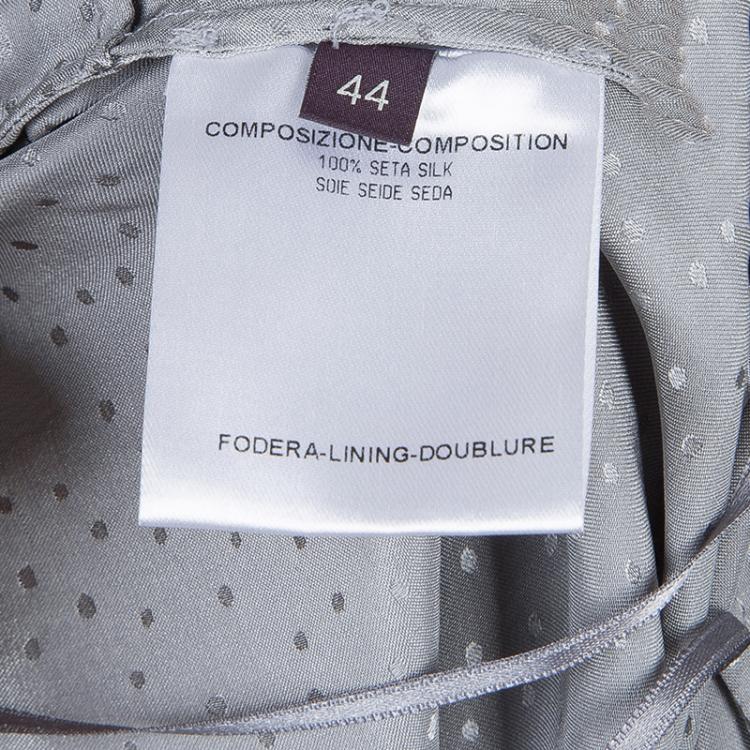 44
COMPOSIZIONE-COMPOSITION
100% SETA SILK
SOIE SEIDE SEDA
FODERA-LINING-DOUBLURE